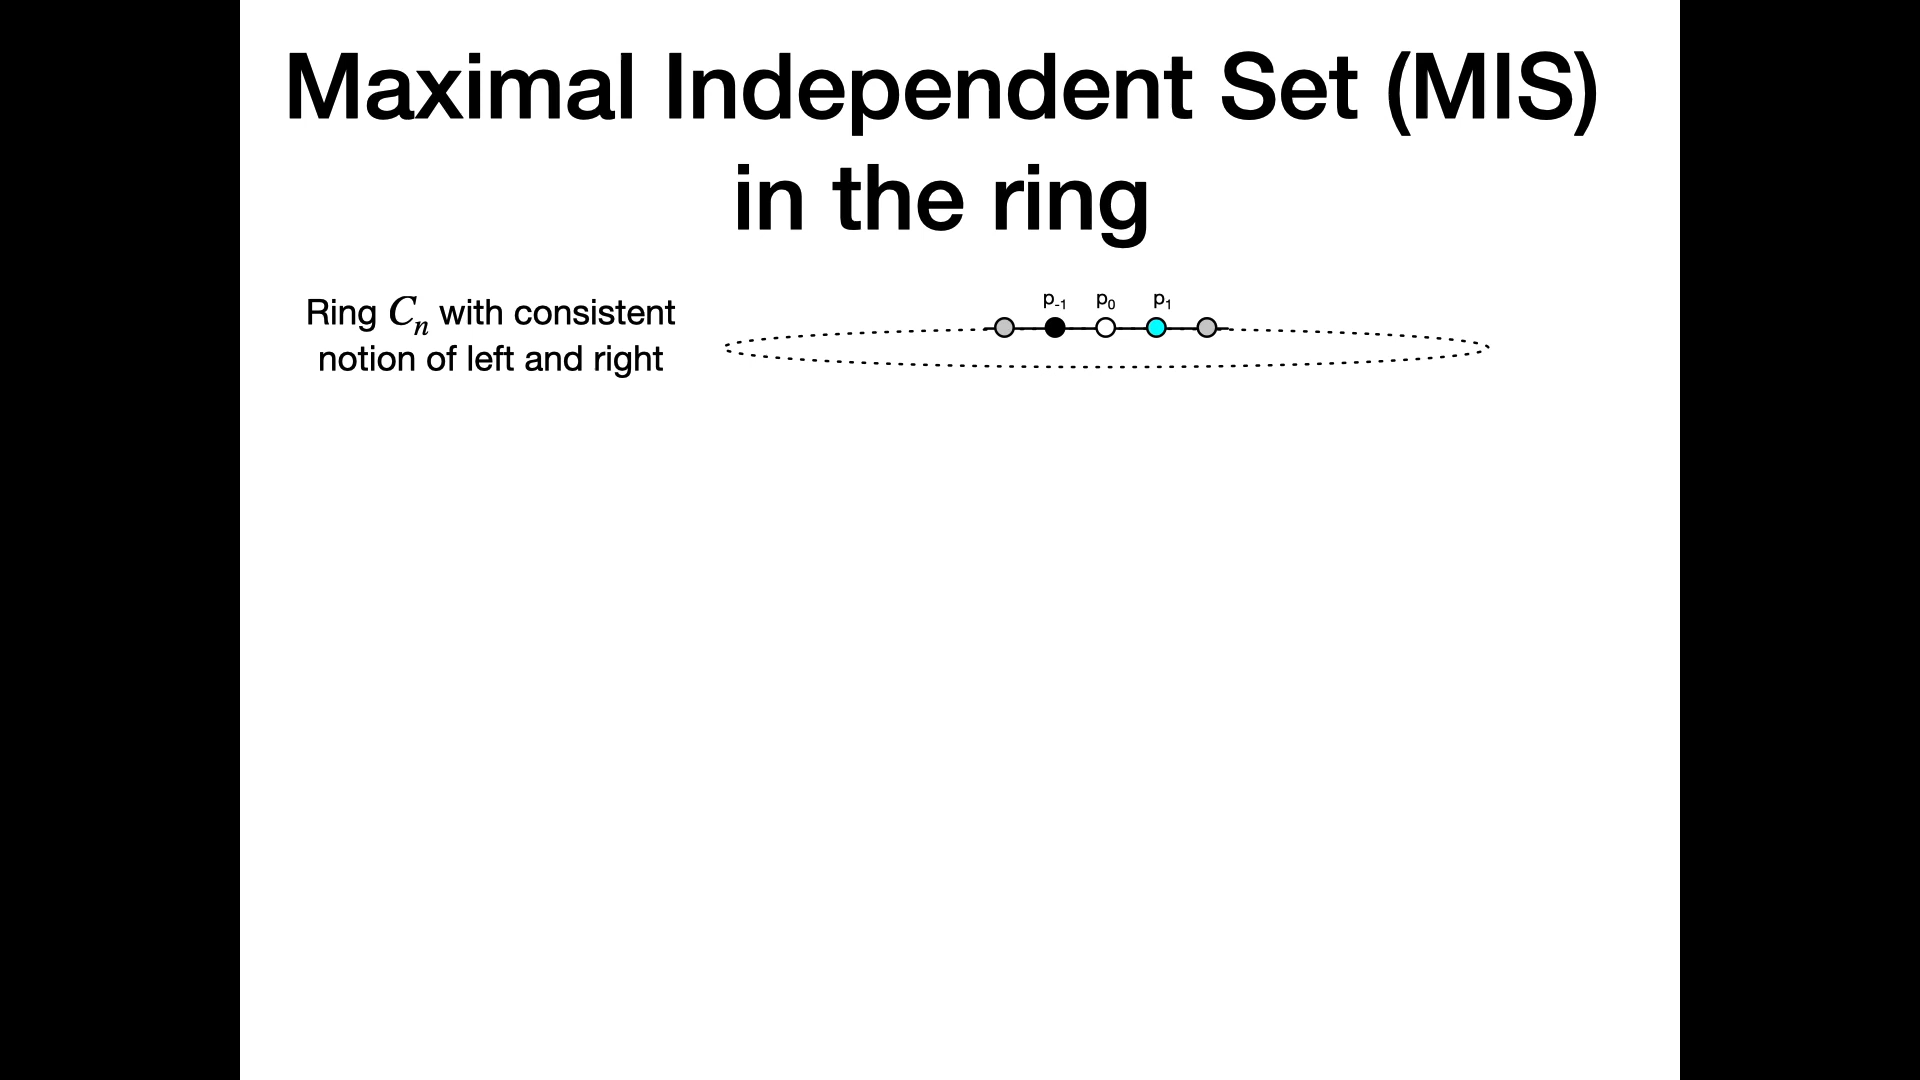 Maximal Independent Set (MIS)
in the ring
Ring Cₙ with consistent
notion of left and right
p₋₁ p₀ p₁